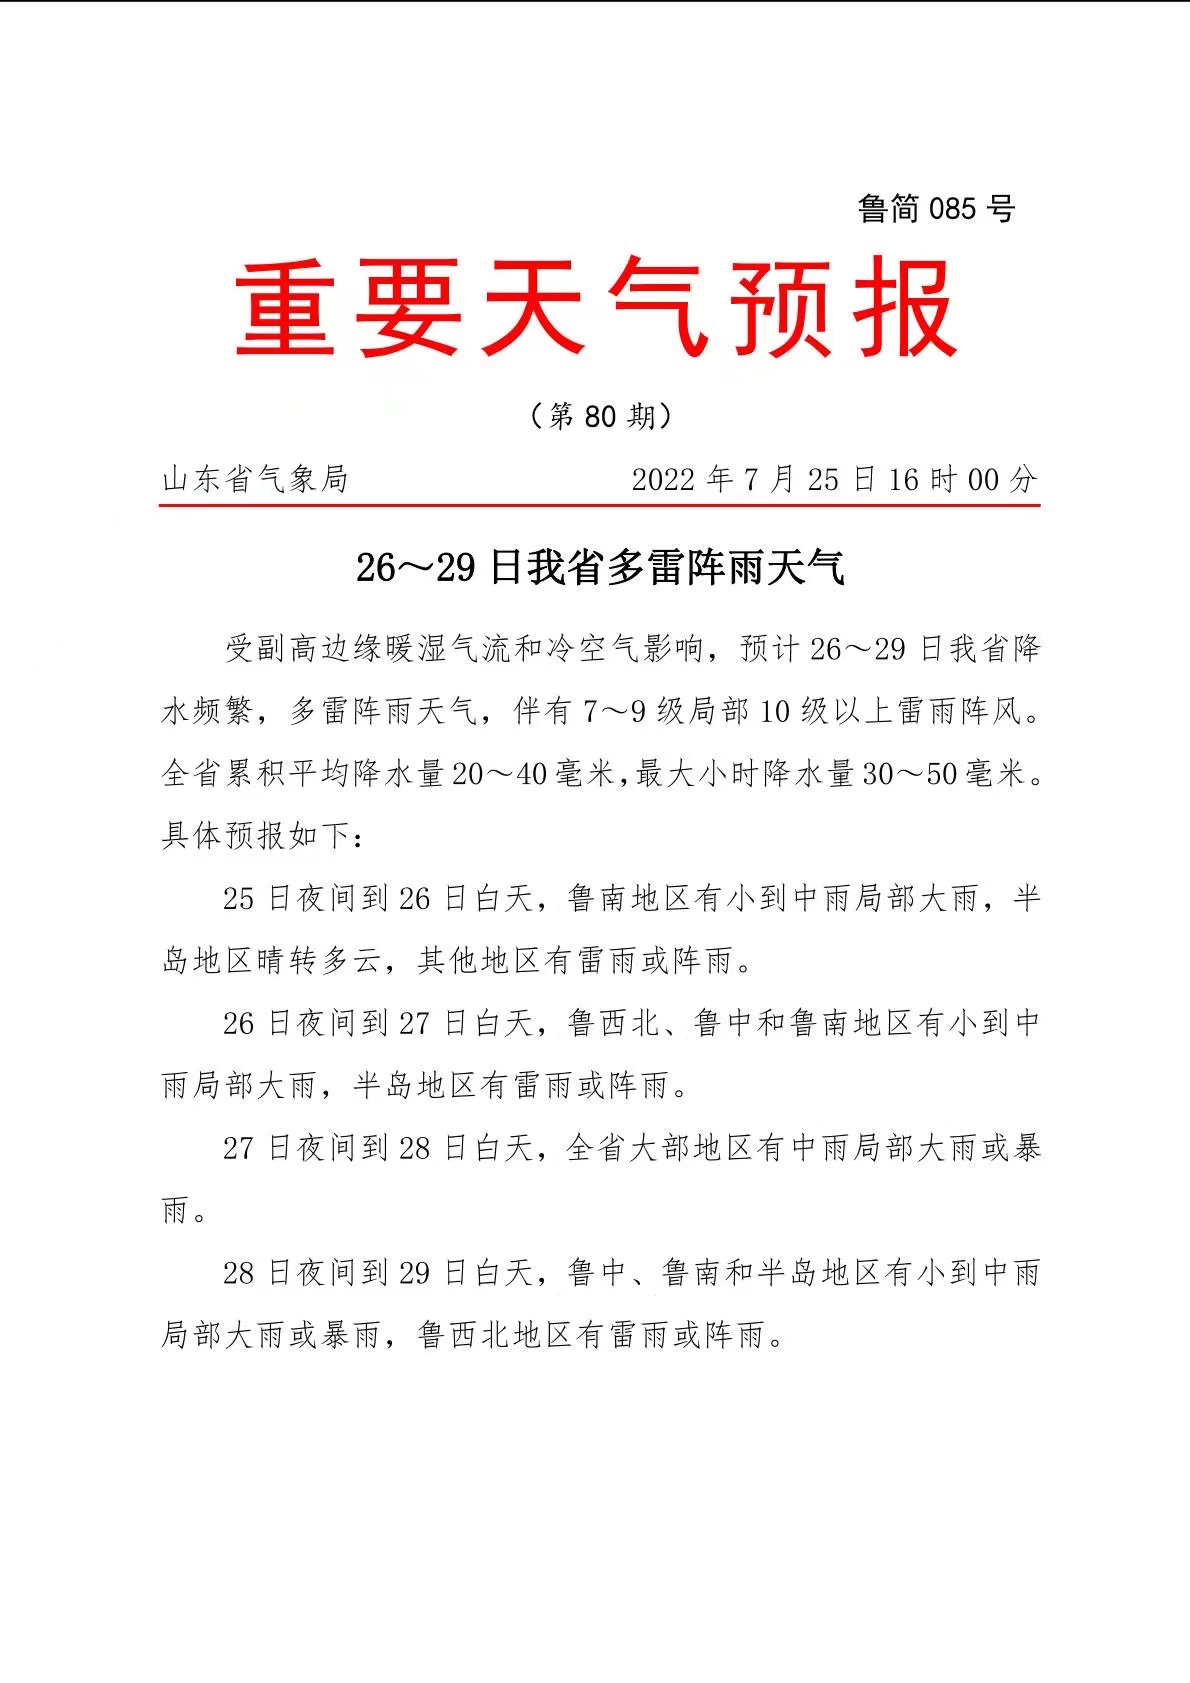 鲁简 085 号
重要天气预报
（第 80 期）
山东省气象局 2022 年 7 月 25 日 16 时 00 分
26～29 日我省多雷阵雨天气
受副高边缘暖湿气流和冷空气影响，预计 26～29 日我省降
水频繁，多雷阵雨天气，伴有 7～9 级局部 10 级以上雷雨阵风。
全省累积平均降水量 20～40 毫米，最大小时降水量 30～50 毫米。
具体预报如下：
25 日夜间到 26 日白天，鲁南地区有小到中雨局部大雨，半
岛地区晴转多云，其他地区有雷雨或阵雨。
26 日夜间到 27 日白天，鲁西北、鲁中和鲁南地区有小到中
雨局部大雨，半岛地区有雷雨或阵雨。
27 日夜间到 28 日白天，全省大部地区有中雨局部大雨或暴
雨。
28 日夜间到 29 日白天，鲁中、鲁南和半岛地区有小到中雨
局部大雨或暴雨，鲁西北地区有雷雨或阵雨。